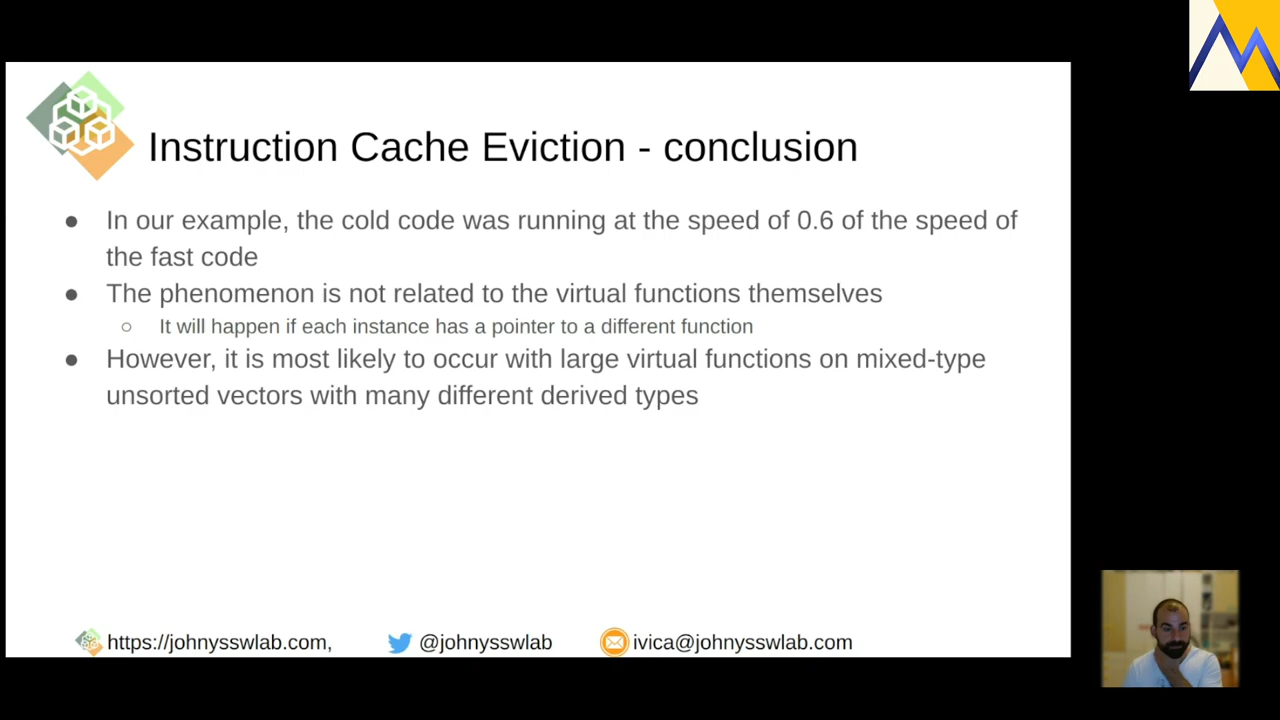 Instruction Cache Eviction - conclusion
● In our example, the cold code was running at the speed of 0.6 of the speed of
the fast code
● The phenomenon is not related to the virtual functions themselves
○ It will happen if each instance has a pointer to a different function
● However, it is most likely to occur with large virtual functions on mixed-type
unsorted vectors with many different derived types
https://johnysswlab.com, @johnysswlab ivica@johnysswlab.com